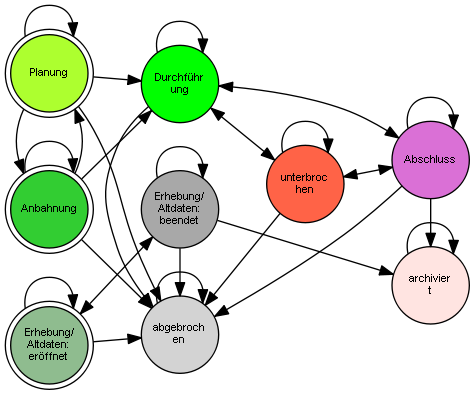 Planung
Durchführ
ung
Abschluss
unterbroc
hen
Anbahnung
Erhebung/
Altdaten:
beendet
archivier
t
abgebroch
en
Erhebung/
Altdaten:
eröffnet